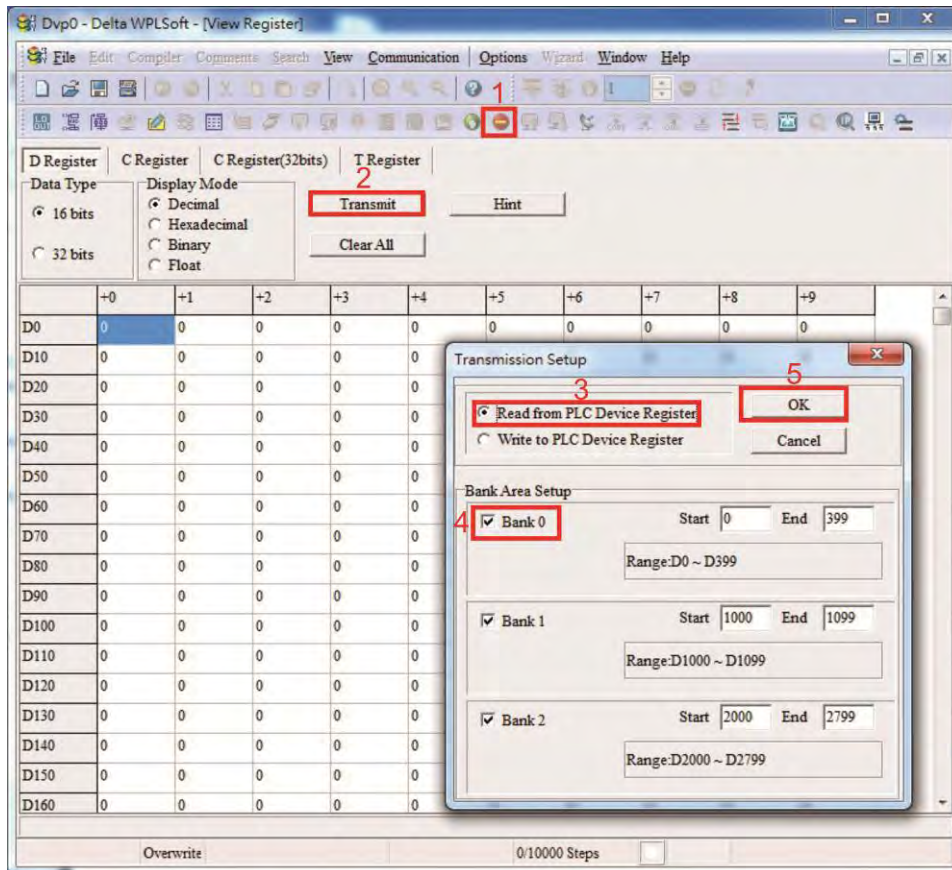 Dvp0 - Delta WPLSoft - [View Register]
File Edit Compiler Comments Search View Communication Options Wizard Window Help
1
1
D Register C Register C Register(32bits) T Register
2
Data Type Display Mode
16 bits Decimal Transmit Hint
Hexadecimal
32 bits Binary Clear All
Float
+0 +1 +2 +3 +4 +5 +6 +7 +8 +9
D0 0 0 0 0 0 0 0 0 0 0
D10 0 0 0 0 0
Transmission Setup
D20 0 0 0 0 0
3 5
D30 0 0 0 0 0 Read from PLC Device Register OK
D40 0 0 0 0 0 Write to PLC Device Register Cancel
D50 0 0 0 0 0
Bank Area Setup
D60 0 0 0 0 0
4 Bank 0 Start 0 End 399
D70 0 0 0 0 0
D80 0 0 0 0 0 Range:D0 ~ D399
D90 0 0 0 0 0
D100 0 0 0 0 0 Bank 1 Start 1000 End 1099
D110 0 0 0 0 0 Range:D1000 ~ D1099
D120 0 0 0 0 0
D130 0 0 0 0 0 Bank 2 Start 2000 End 2799
D140 0 0 0 0 0
D150 0 0 0 0 0 Range:D2000 ~ D2799
D160 0 0 0 0 0
Overwrite 0/10000 Steps